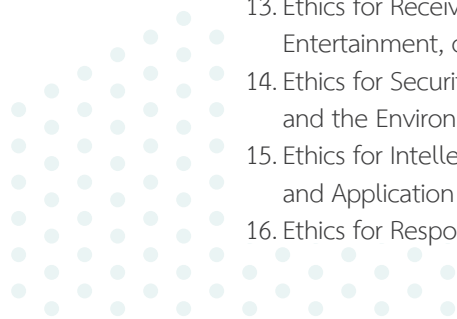 13. Ethics for Receiv
Entertainment, o
14. Ethics for Securit
and the Environ
15. Ethics for Intelle
and Application
16. Ethics for Respo